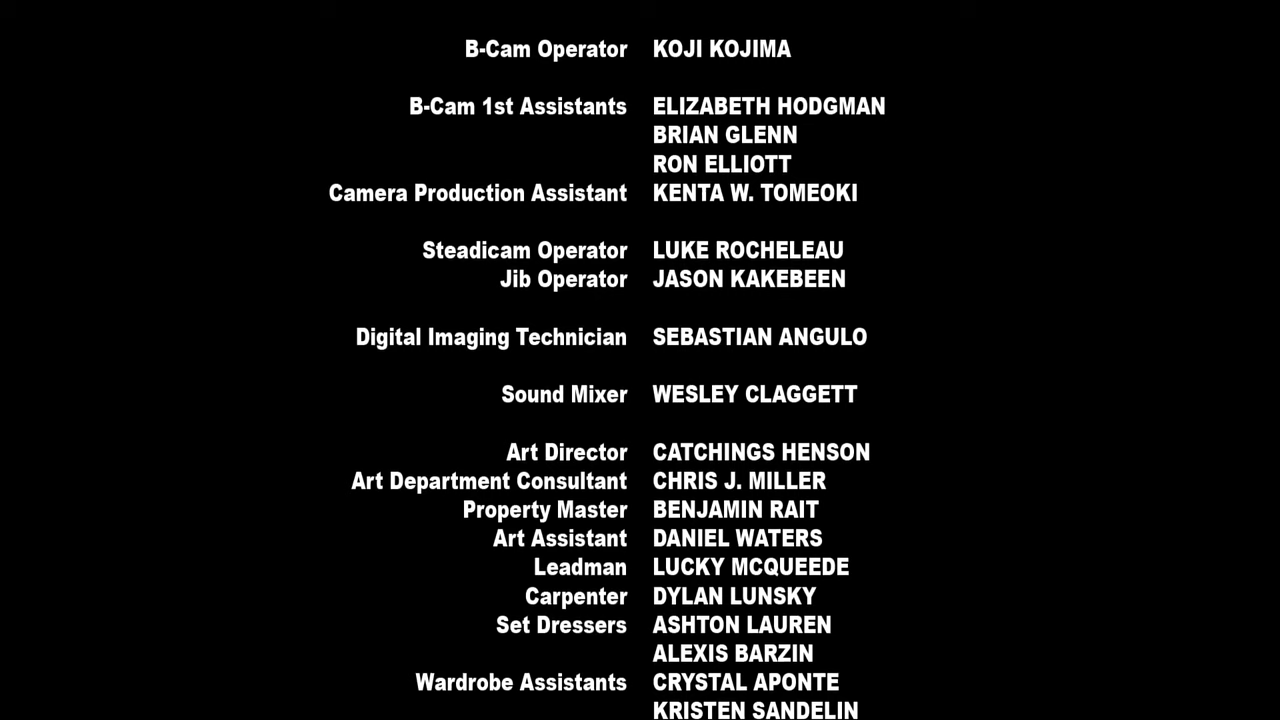 B-Cam Operator KOJI KOJIMA
B-Cam 1st Assistants ELIZABETH HODGMAN
BRIAN GLENN
RON ELLIOTT
Camera Production Assistant KENTA W. TOMEOKI
Steadicam Operator LUKE ROCHELEAU
Jib Operator JASON KAKEBEEN
Digital Imaging Technician SEBASTIAN ANGULO
Sound Mixer WESLEY CLAGGETT
Art Director CATCHINGS HENSON
Art Department Consultant CHRIS J. MILLER
Property Master BENJAMIN RAIT
Art Assistant DANIEL WATERS
Leadman LUCKY MCQUEEDE
Carpenter DYLAN LUNSKY
Set Dressers ASHTON LAUREN
ALEXIS BARZIN
Wardrobe Assistants CRYSTAL APONTE
KRISTEN SANDELIN